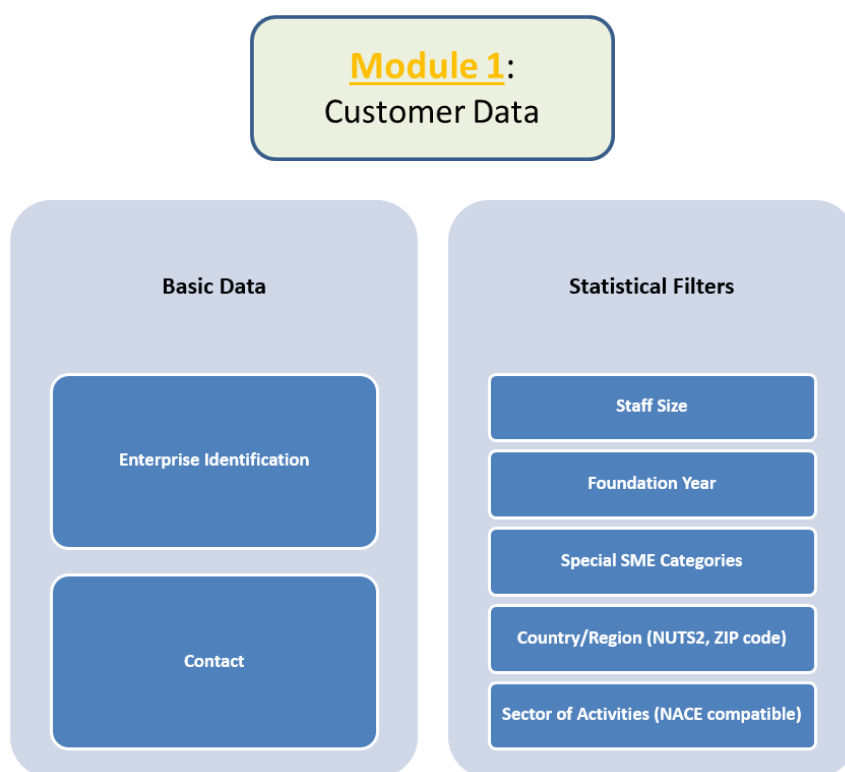 Module 1:
Customer Data
Basic Data
Enterprise Identification
Contact
Statistical Filters
Staff Size
Foundation Year
Special SME Categories
Country/Region (NUTS2, ZIP code)
Sector of Activities (NACE compatible)